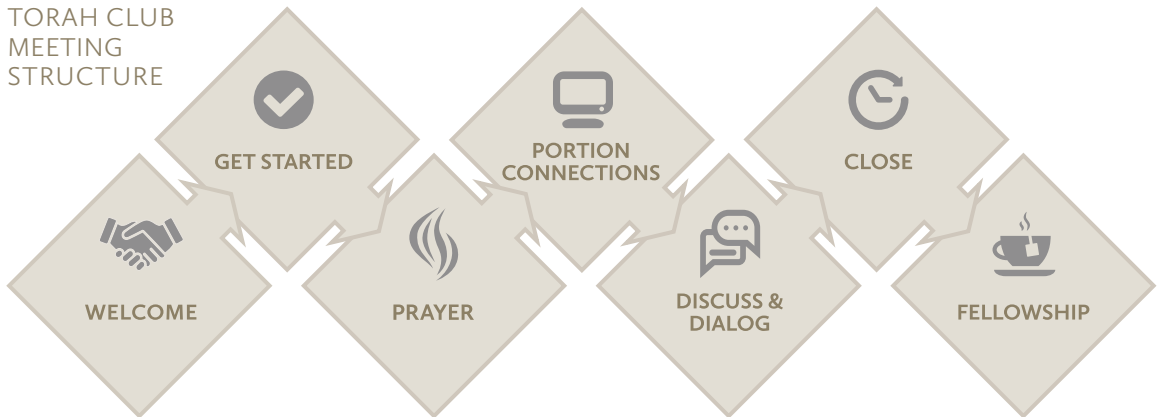 TORAH CLUB
MEETING
STRUCTURE
WELCOME
GET STARTED
PRAYER
PORTION
CONNECTIONS
DISCUSS &
DIALOG
CLOSE
FELLOWSHIP